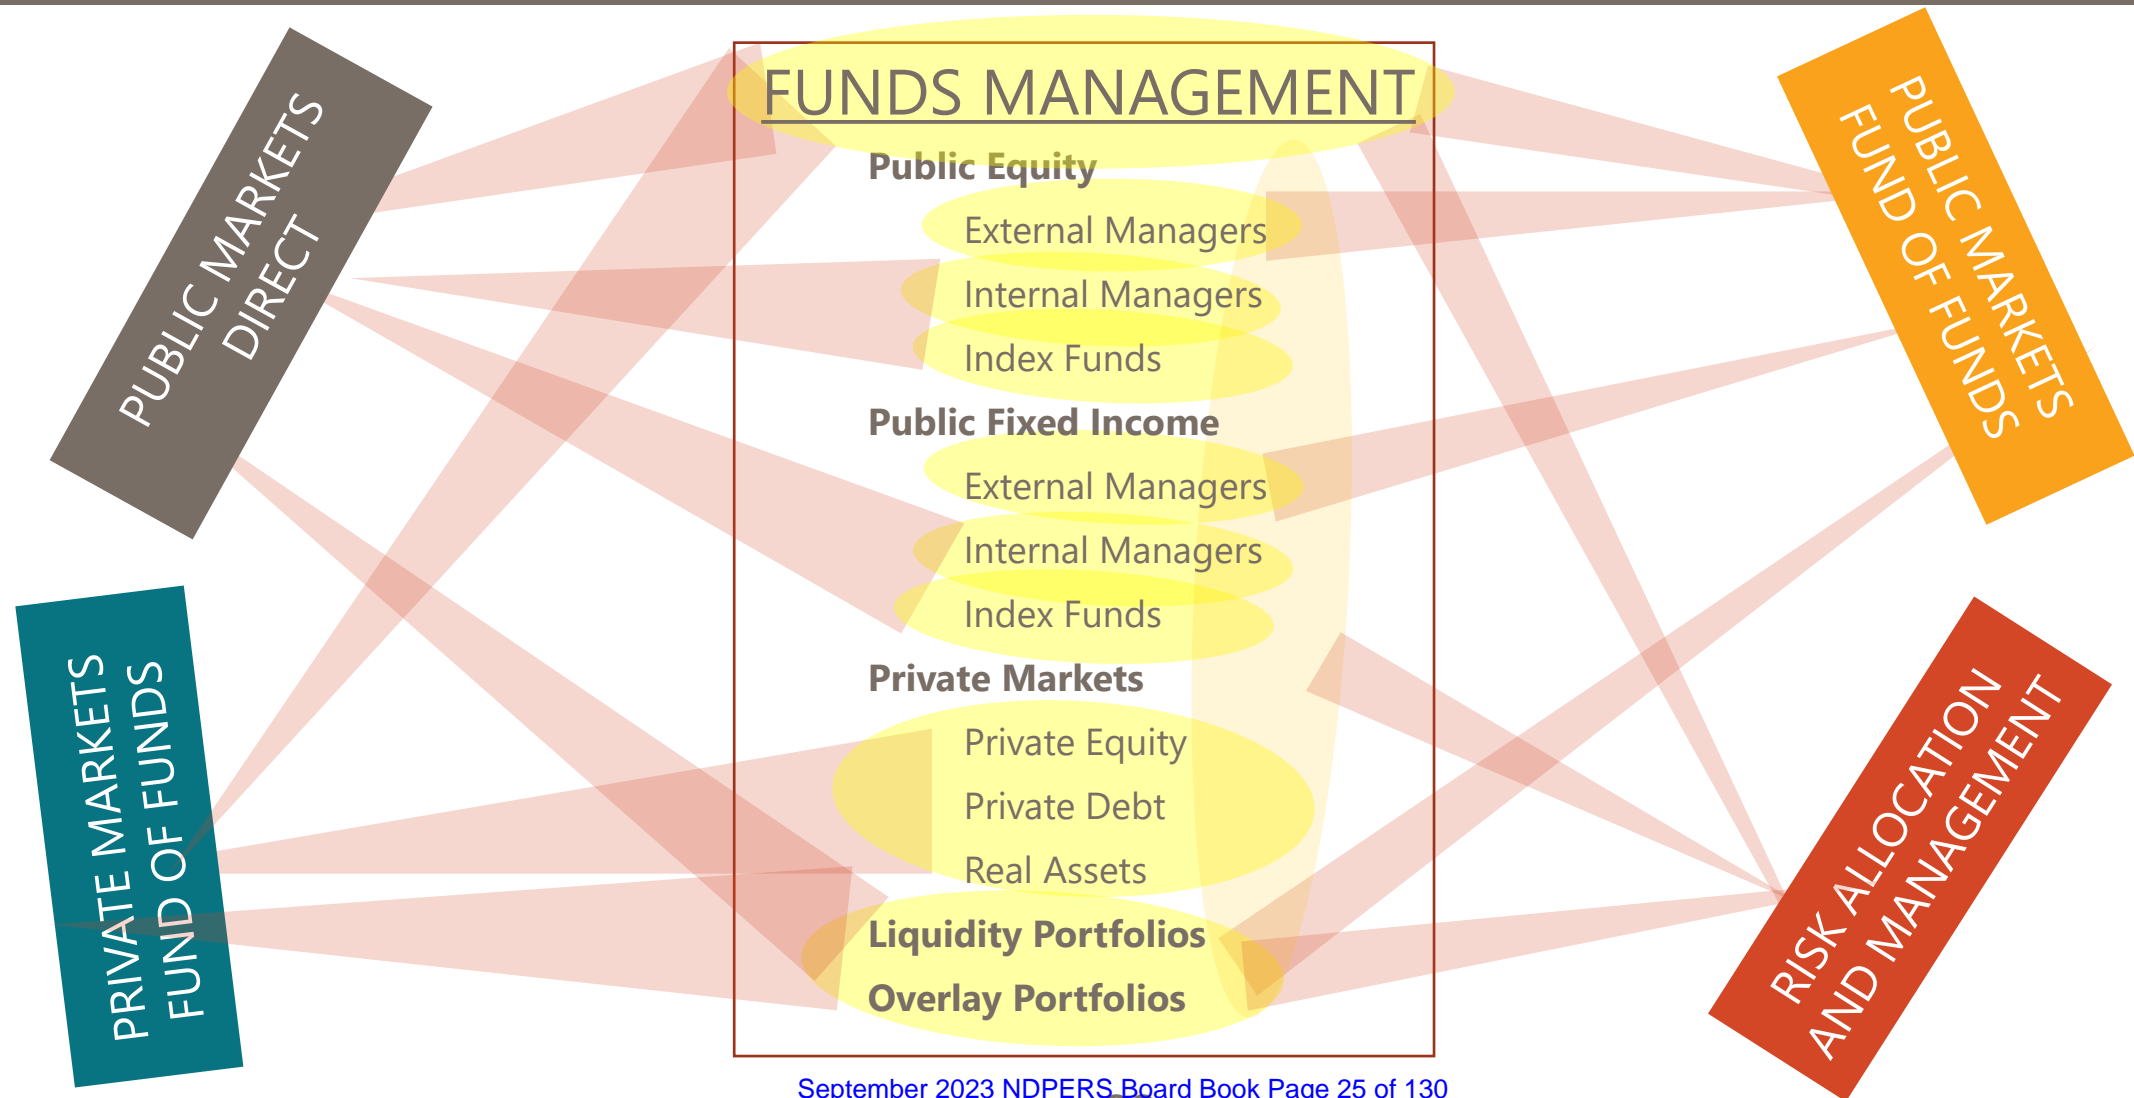 PUBLIC MARKETS
DIRECT
PRIVATE MARKETS
FUND OF FUNDS
FUNDS MANAGEMENT
Public Equity
External Managers
Internal Managers
Index Funds
Public Fixed Income
External Managers
Internal Managers
Index Funds
Private Markets
Private Equity
Private Debt
Real Assets
Liquidity Portfolios
Overlay Portfolios
PUBLIC MARKETS
FUND OF FUNDS
RISK ALLOCATION
AND MANAGEMENT
September 2023 NDPERS Board Book Page 25 of 130